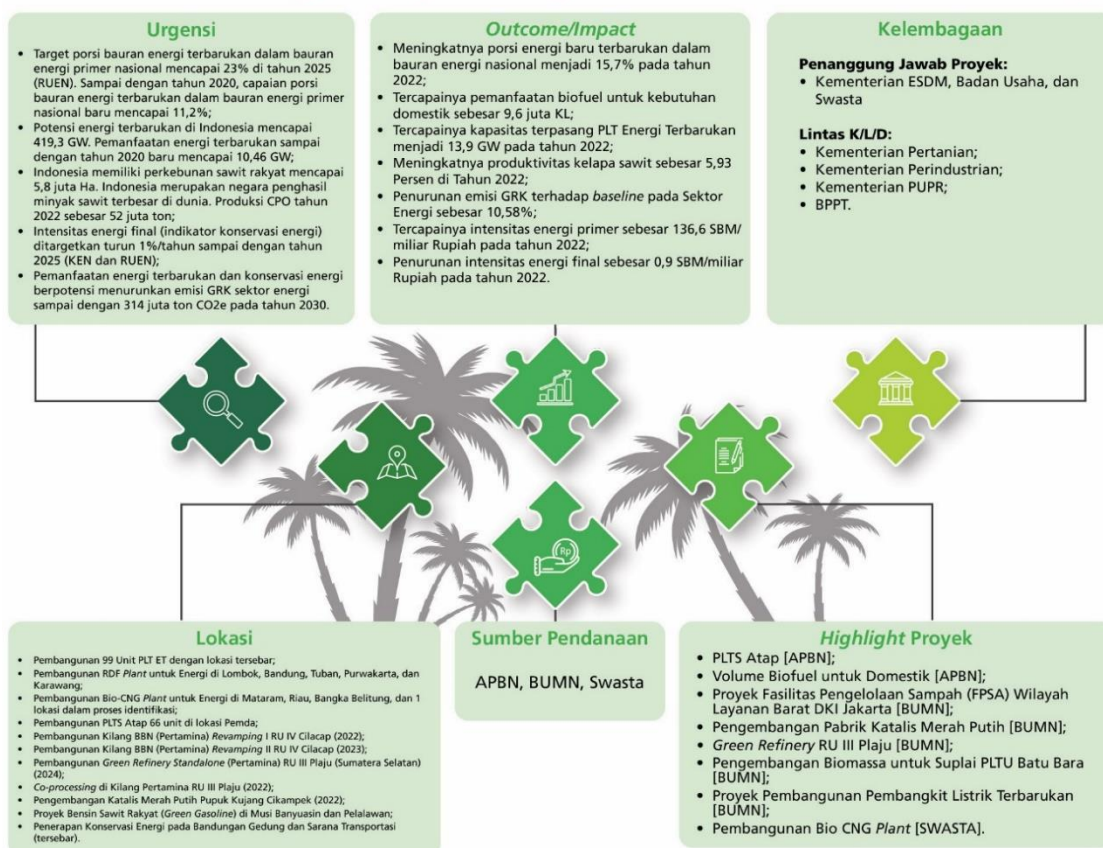 Urgensi
• Target porsi bauran energi terbarukan dalam bauran
energi primer nasional mencapai 23% di tahun 2025
(RUEN). Sampai dengan tahun 2020, capaian porsi
bauran energi terbarukan dalam bauran energi primer
nasional baru mencapai 11,2%;
• Potensi energi terbarukan di Indonesia mencapai
419,3 GW. Pemanfaatan energi terbarukan sampai
dengan tahun 2020 baru mencapai 10,46 GW;
• Indonesia memiliki perkebunan sawit rakyat mencapai
5,8 juta Ha. Indonesia merupakan negara penghasil
minyak sawit terbesar di dunia. Produksi CPO tahun
2022 sebesar 52 juta ton;
• Intensitas energi final (indikator konservasi energi)
ditargetkan turun 1%/tahun sampai dengan tahun
2025 (KEN dan RUEN);
• Pemanfaatan energi terbarukan dan konservasi energi
berpotensi menurunkan emisi GRK sektor energi
sampai dengan 314 juta ton CO2e pada tahun 2030.
Outcome/Impact
• Meningkatnya porsi energi baru terbarukan dalam
bauran energi nasional menjadi 15,7% pada tahun
2022;
• Tercapainya pemanfaatan biofuel untuk kebutuhan
domestik sebesar 9,6 juta KL;
• Tercapainya kapasitas terpasang PLT Energi Terbarukan
menjadi 13,9 GW pada tahun 2022;
• Meningkatnya produktivitas kelapa sawit sebesar 5,93
Persen di Tahun 2022;
• Penurunan emisi GRK terhadap baseline pada Sektor
Energi sebesar 10,58%;
• Tercapainya intensitas energi primer sebesar 136,6 SBM/
miliar Rupiah pada tahun 2022;
• Penurunan intensitas energi final sebesar 0,9 SBM/miliar
Rupiah pada tahun 2022.
Kelembagaan
Penanggung Jawab Proyek:
• Kementerian ESDM, Badan Usaha, dan
Swasta
Lintas K/L/D:
• Kementerian Pertanian;
• Kementerian Perindustrian;
• Kementerian PUPR;
• BPPT.
Rp
Lokasi
• Pembangunan 99 Unit PLT ET dengan lokasi tersebar;
• Pembangunan RDF Plant untuk Energi di Lombok, Bandung, Tuban, Purwakarta, dan
Karawang;
• Pembangunan Bio-CNG Plant untuk Energi di Mataram, Riau, Bangka Belitung, dan 1
lokasi dalam proses identifikasi;
• Pembangunan PLTS Atap 66 unit di lokasi Pemda;
• Pembangunan Kilang BBN (Pertamina) Revamping I RU IV Cilacap (2022);
• Pembangunan Kilang BBN (Pertamina) Revamping II RU IV Cilacap (2023);
• Pembangunan Green Refinery Standalone (Pertamina) RU III Plaju (Sumatera Selatan)
(2024);
• Co-processing di Kilang Pertamina RU III Plaju (2022);
• Pengembangan Katalis Merah Putih Pupuk Kujang Cikampek (2022);
• Proyek Bensin Sawit Rakyat (Green Gasoline) di Musi Banyuasin dan Pelalawan;
• Penerapan Konservasi Energi pada Bandungan Gedung dan Sarana Transportasi
(tersebar).
Sumber Pendanaan
APBN, BUMN, Swasta
Highlight Proyek
• PLTS Atap [APBN];
• Volume Biofuel untuk Domestik [APBN];
• Proyek Fasilitas Pengelolaan Sampah (FPSA) Wilayah
Layanan Barat DKI Jakarta [BUMN];
• Pengembangan Pabrik Katalis Merah Putih [BUMN];
• Green Refinery RU III Plaju [BUMN];
• Pengembangan Biomassa untuk Suplai PLTU Batu Bara
[BUMN];
• Proyek Pembangunan Pembangkit Listrik Terbarukan
[BUMN];
• Pembangunan Bio CNG Plant [SWASTA].